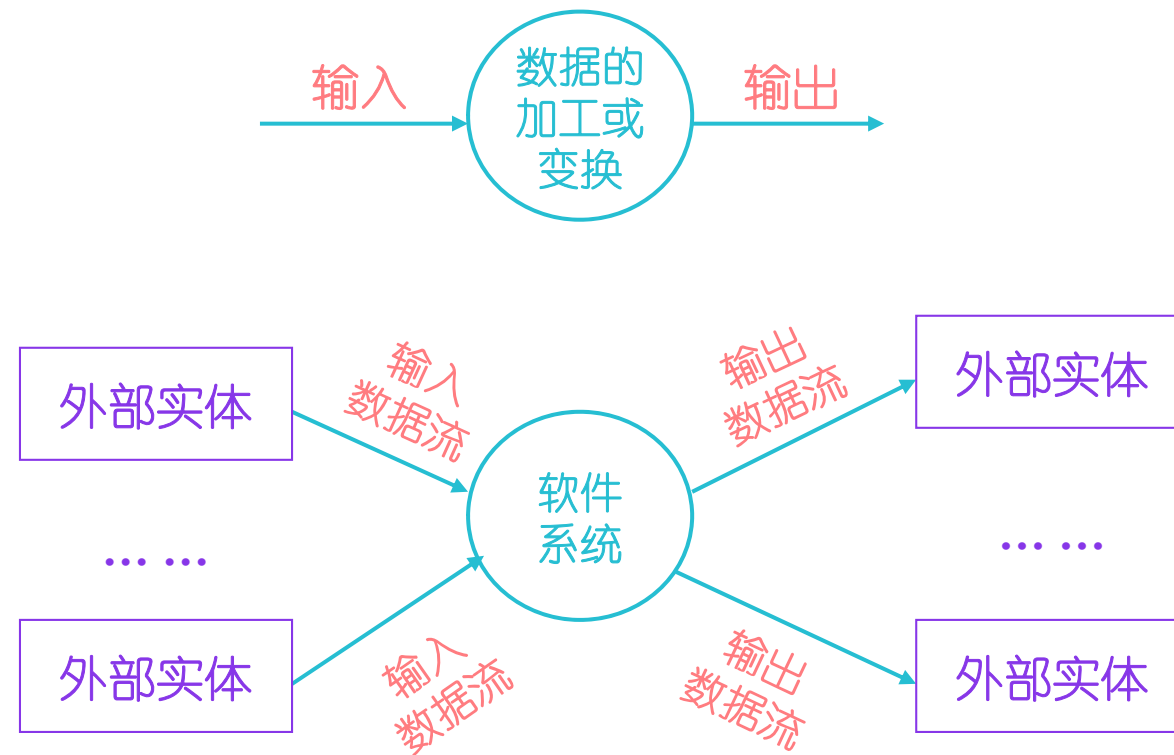 输入
数据的
加工或
变换
输出
外部实体
输入
数据流
输出
数据流
外部实体
软件
系统
… …
… …
外部实体
输入
数据流
输出
数据流
外部实体